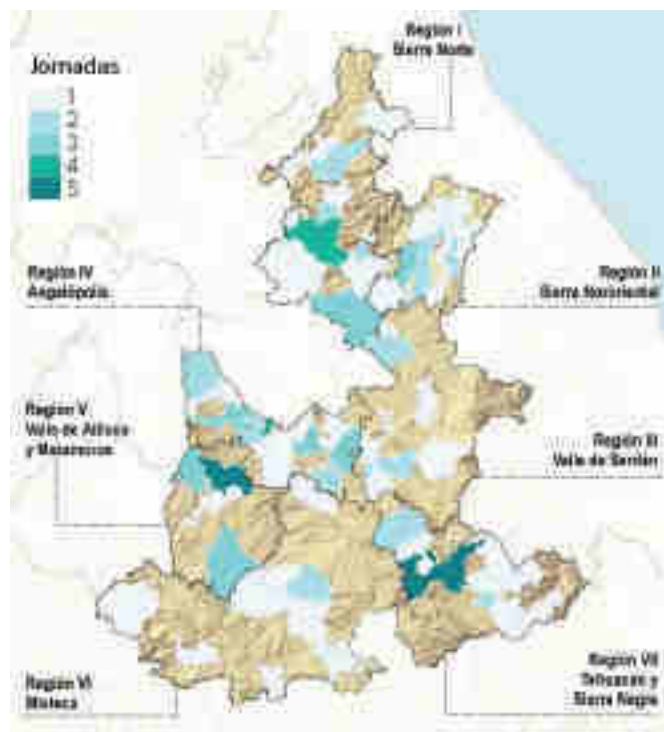 Región I
Sierra Norte
Jornadas
1
2
3
4
5
Región IV
Angelópolis
Región II
Sierra Nororiental
Región V
Valle de Atlixco
y Matamoros
Región III
Valle de Serdán
Región VI
Mixteca
Región VII
Tehuacán y
Sierra Negra